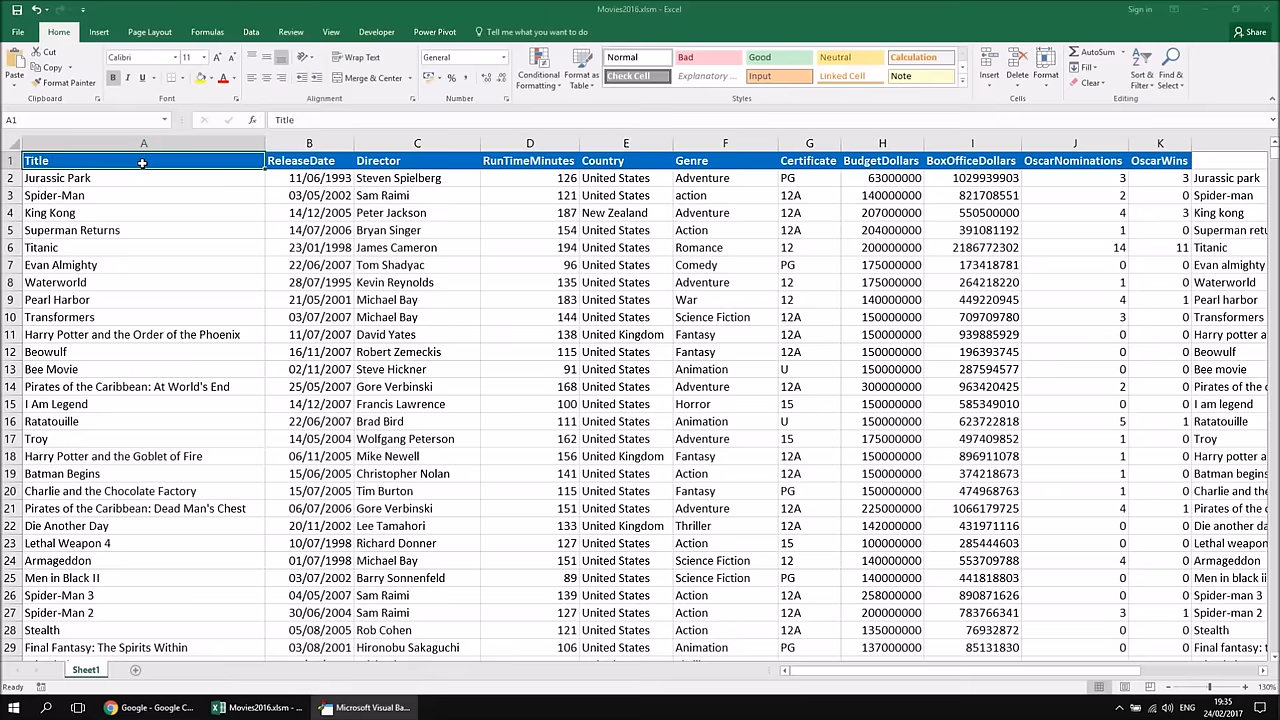 Movies2016.xlsm - Excel
Sign in
File Home Insert Page Layout Formulas Data Review View Developer Power Pivot Tell me what you want to do Share
Paste
Cut
Copy
Format Painter
Clipboard
Calibri 11
B I U
Font
Wrap Text
Merge & Center
Alignment
General
Number
Conditional Formatting
Format as Table
Normal Bad Good Neutral Calculation
Check Cell Explanatory ... Input Linked Cell Note
Styles
Insert Delete Format
Cells
AutoSum
Fill
Clear
Sort & Filter
Find & Select
Editing
A1 fx Title
A B C D E F G H I J K
1 Title ReleaseDate Director RunTimeMinutes Country Genre Certificate BudgetDollars BoxOfficeDollars OscarNominations OscarWins
2 Jurassic Park 11/06/1993 Steven Spielberg 126 United States Adventure PG 63000000 1029939903 3 3 Jurassic park
3 Spider-Man 03/05/2002 Sam Raimi 121 United States action 12A 140000000 821708551 2 0 Spider-man
4 King Kong 14/12/2005 Peter Jackson 187 New Zealand Adventure 12A 207000000 550500000 4 3 King kong
5 Superman Returns 14/07/2006 Bryan Singer 154 United States Action 12A 204000000 391081192 1 0 Superman retu
6 Titanic 23/01/1998 James Cameron 194 United States Romance 12 200000000 2186772302 14 11 Titanic
7 Evan Almighty 22/06/2007 Tom Shadyac 96 United States Comedy PG 175000000 173418781 0 0 Evan almighty
8 Waterworld 28/07/1995 Kevin Reynolds 135 United States Action 12 175000000 264218220 1 0 Waterworld
9 Pearl Harbor 21/05/2001 Michael Bay 183 United States War 12 140000000 449220945 4 1 Pearl harbor
10 Transformers 03/07/2007 Michael Bay 144 United States Science Fiction 12A 150000000 709709780 3 0 Transformers
11 Harry Potter and the Order of the Phoenix 11/07/2007 David Yates 138 United Kingdom Fantasy 12A 150000000 939885929 0 0 Harry potter a
12 Beowulf 16/11/2007 Robert Zemeckis 115 United States Fantasy 12A 150000000 196393745 0 0 Beowulf
13 Bee Movie 02/11/2007 Steve Hickner 91 United States Animation U 150000000 287594577 0 0 Bee movie
14 Pirates of the Caribbean: At World's End 25/05/2007 Gore Verbinski 168 United States Adventure 12A 300000000 963420425 2 0 Pirates of the c
15 I Am Legend 14/12/2007 Francis Lawrence 100 United States Horror 15 150000000 585349010 0 0 I am legend
16 Ratatouille 22/06/2007 Brad Bird 111 United States Animation U 150000000 623722818 5 1 Ratatouille
17 Troy 14/05/2004 Wolfgang Peterson 162 United States Adventure 15 175000000 497409852 1 0 Troy
18 Harry Potter and the Goblet of Fire 06/11/2005 Mike Newell 156 United Kingdom Fantasy 12A 150000000 896911078 1 0 Harry potter a
19 Batman Begins 15/06/2005 Christopher Nolan 141 United States Action 12A 150000000 374218673 1 0 Batman begins
20 Charlie and the Chocolate Factory 15/07/2005 Tim Burton 115 United States Fantasy PG 150000000 474968763 1 0 Charlie and the
21 Pirates of the Caribbean: Dead Man's Chest 06/07/2006 Gore Verbinski 151 United States Adventure 12A 225000000 1066179725 4 1 Pirates of the c
22 Die Another Day 20/11/2002 Lee Tamahori 133 United Kingdom Thriller 12A 142000000 431971116 0 0 Die another da
23 Lethal Weapon 4 10/07/1998 Richard Donner 127 United States Action 15 100000000 285444603 0 0 Lethal weapon
24 Armageddon 01/07/1998 Michael Bay 151 United States Science Fiction 12 140000000 553709788 4 0 Armageddon
25 Men in Black II 03/07/2002 Barry Sonnenfeld 89 United States Science Fiction PG 140000000 441818803 0 0 Men in black ii
26 Spider-Man 3 04/05/2007 Sam Raimi 139 United States Action 12A 258000000 890871626 0 0 Spider-man 3
27 Spider-Man 2 30/06/2004 Sam Raimi 127 United States Action 12A 200000000 783766341 3 1 Spider-man 2
28 Stealth 05/08/2005 Rob Cohen 121 United States Action 12A 135000000 76932872 0 0 Stealth
29 Final Fantasy: The Spirits Within 03/08/2001 Hironobu Sakaguchi 106 United States Animation PG 137000000 85131830 0 0 Final fantasy: t
Sheet1
Ready 130%
Google - Google C... Movies2016.xlsm - ... Microsoft Visual Ba... 19:35
24/02/2017